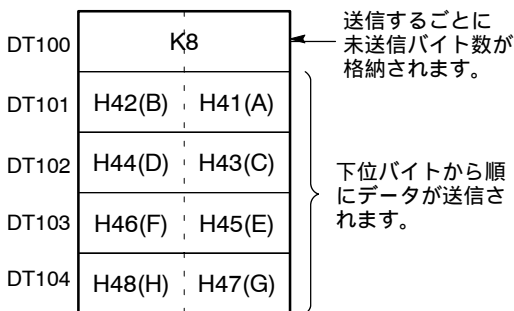 DT100 K8
送信するごとに
未送信バイト数が
格納されます。
DT101 H42(B) H41(A)
DT102 H44(D) H43(C)
下位バイトから順
にデータが送信さ
れます。
DT103 H46(F) H45(E)
DT104 H48(H) H47(G)